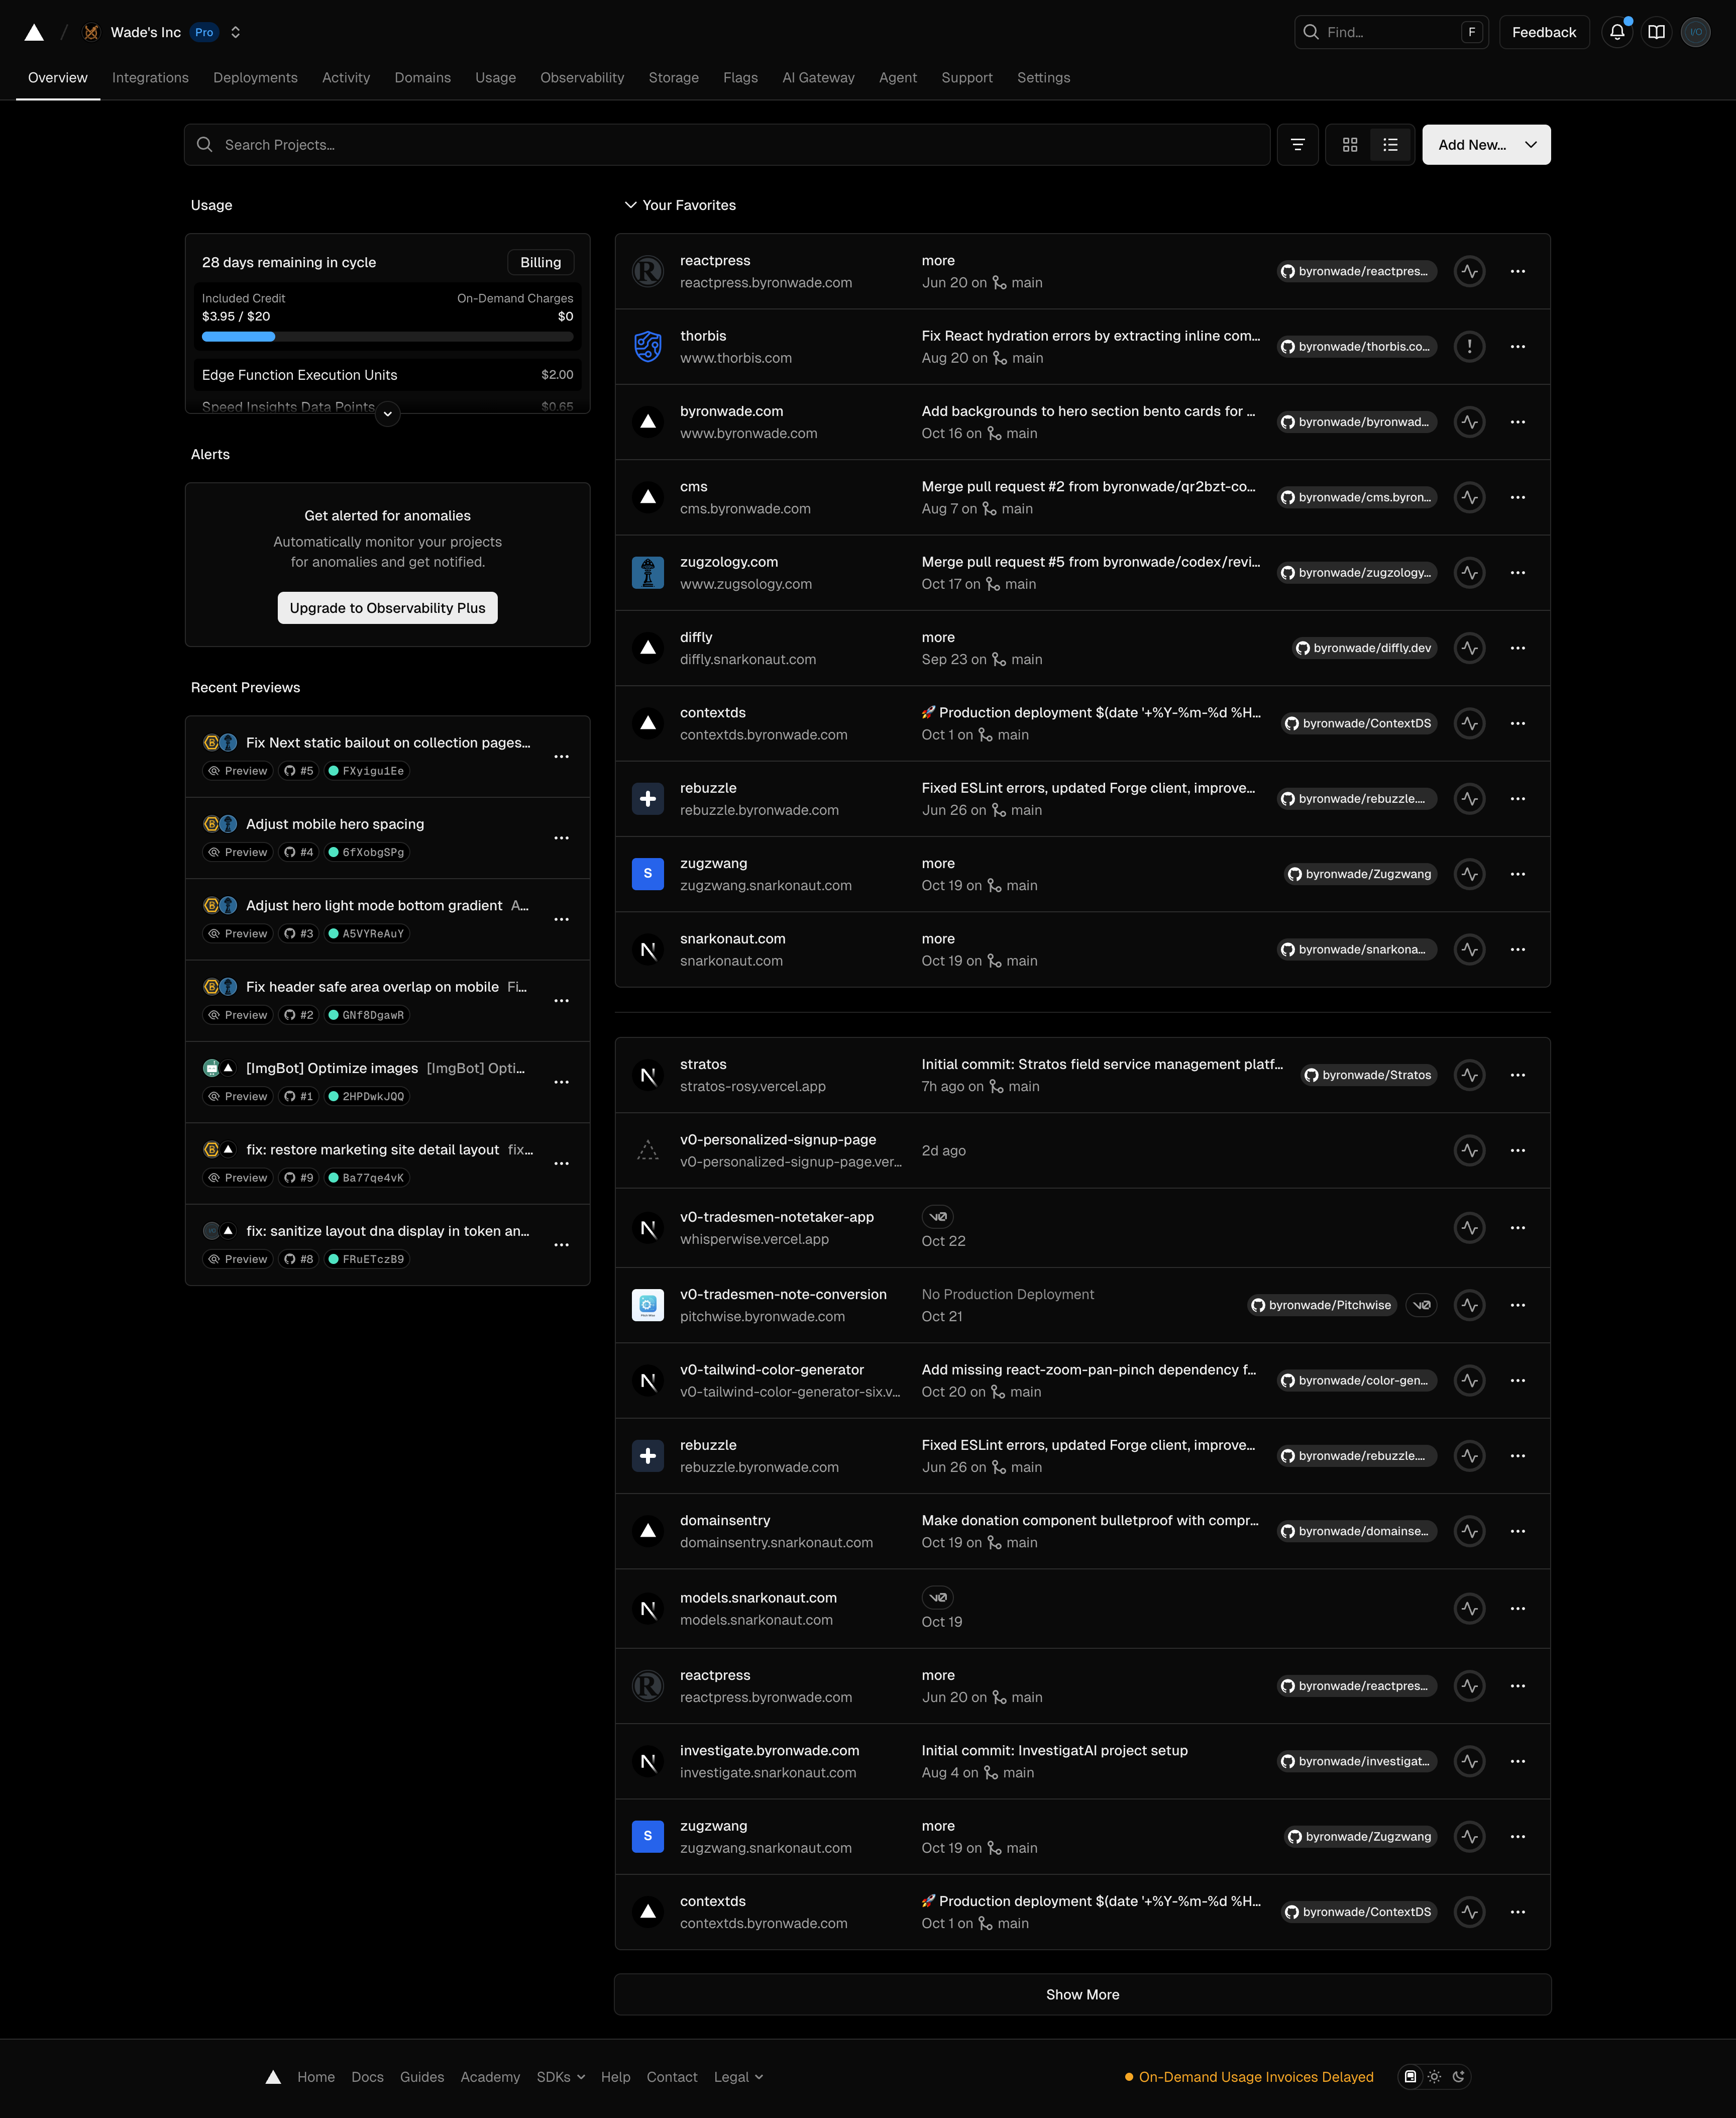 Wade's Inc Pro
Find... F
Feedback
I/O
Overview Integrations Deployments Activity Domains Usage Observability Storage Flags AI Gateway Agent Support Settings
Search Projects...
Add New...
Usage
28 days remaining in cycle
Billing
Included Credit On-Demand Charges
$3.95 / $20 $0
Edge Function Execution Units $2.00
Speed Insights Data Points $0.65
Alerts
Get alerted for anomalies
Automatically monitor your projects
for anomalies and get notified.
Upgrade to Observability Plus
Recent Previews
Fix Next static bailout on collection pages...
Preview #5 FXyigu1Ee
Adjust mobile hero spacing
Preview #4 6fXobgSPg
Adjust hero light mode bottom gradient A...
Preview #3 A5VYReAuY
Fix header safe area overlap on mobile Fi...
Preview #2 GNf8DgawR
[ImgBot] Optimize images [ImgBot] Opti...
Preview #1 2HPDwkJQQ
fix: restore marketing site detail layout fix...
Preview #9 Ba77qe4vK
fix: sanitize layout dna display in token an...
Preview #8 FRuETczB9
Your Favorites
reactpress more byronwade/reactpres...
reactpress.byronwade.com Jun 20 on main
thorbis Fix React hydration errors by extracting inline com... byronwade/thorbis.co...
www.thorbis.com Aug 20 on main
byronwade.com Add backgrounds to hero section bento cards for ... byronwade/byronwad...
www.byronwade.com Oct 16 on main
cms Merge pull request #2 from byronwade/qr2bzt-co... byronwade/cms.byron...
cms.byronwade.com Aug 7 on main
zugzology.com Merge pull request #5 from byronwade/codex/revi... byronwade/zugzology...
www.zugsology.com Oct 17 on main
diffly more byronwade/diffly.dev
diffly.snarkonaut.com Sep 23 on main
contextds 🚀 Production deployment $(date '+%Y-%m-%d %H... byronwade/ContextDS
contextds.byronwade.com Oct 1 on main
rebuzzle Fixed ESLint errors, updated Forge client, improve... byronwade/rebuzzle....
rebuzzle.byronwade.com Jun 26 on main
S zugzwang more byronwade/Zugzwang
zugzwang.snarkonaut.com Oct 19 on main
snarkonaut.com more byronwade/snarkona...
snarkonaut.com Oct 19 on main
stratos Initial commit: Stratos field service management platf... byronwade/Stratos
stratos-rosy.vercel.app 7h ago on main
v0-personalized-signup-page
v0-personalized-signup-page.ver... 2d ago
v0-tradesmen-notetaker-app v0
whisperwise.vercel.app Oct 22
v0-tradesmen-note-conversion No Production Deployment byronwade/Pitchwise v0
pitchwise.byronwade.com Oct 21
v0-tailwind-color-generator Add missing react-zoom-pan-pinch dependency f... byronwade/color-gen...
v0-tailwind-color-generator-six.v... Oct 20 on main
rebuzzle Fixed ESLint errors, updated Forge client, improve... byronwade/rebuzzle....
rebuzzle.byronwade.com Jun 26 on main
domainsentry Make donation component bulletproof with compr... byronwade/domainse...
domainsentry.snarkonaut.com Oct 19 on main
models.snarkonaut.com v0
models.snarkonaut.com Oct 19
reactpress more byronwade/reactpres...
reactpress.byronwade.com Jun 20 on main
investigate.byronwade.com Initial commit: InvestigatAI project setup byronwade/investigat...
investigate.snarkonaut.com Aug 4 on main
S zugzwang more byronwade/Zugzwang
zugzwang.snarkonaut.com Oct 19 on main
contextds 🚀 Production deployment $(date '+%Y-%m-%d %H... byronwade/ContextDS
contextds.byronwade.com Oct 1 on main
Show More
Home Docs Guides Academy SDKs Help Contact Legal
On-Demand Usage Invoices Delayed